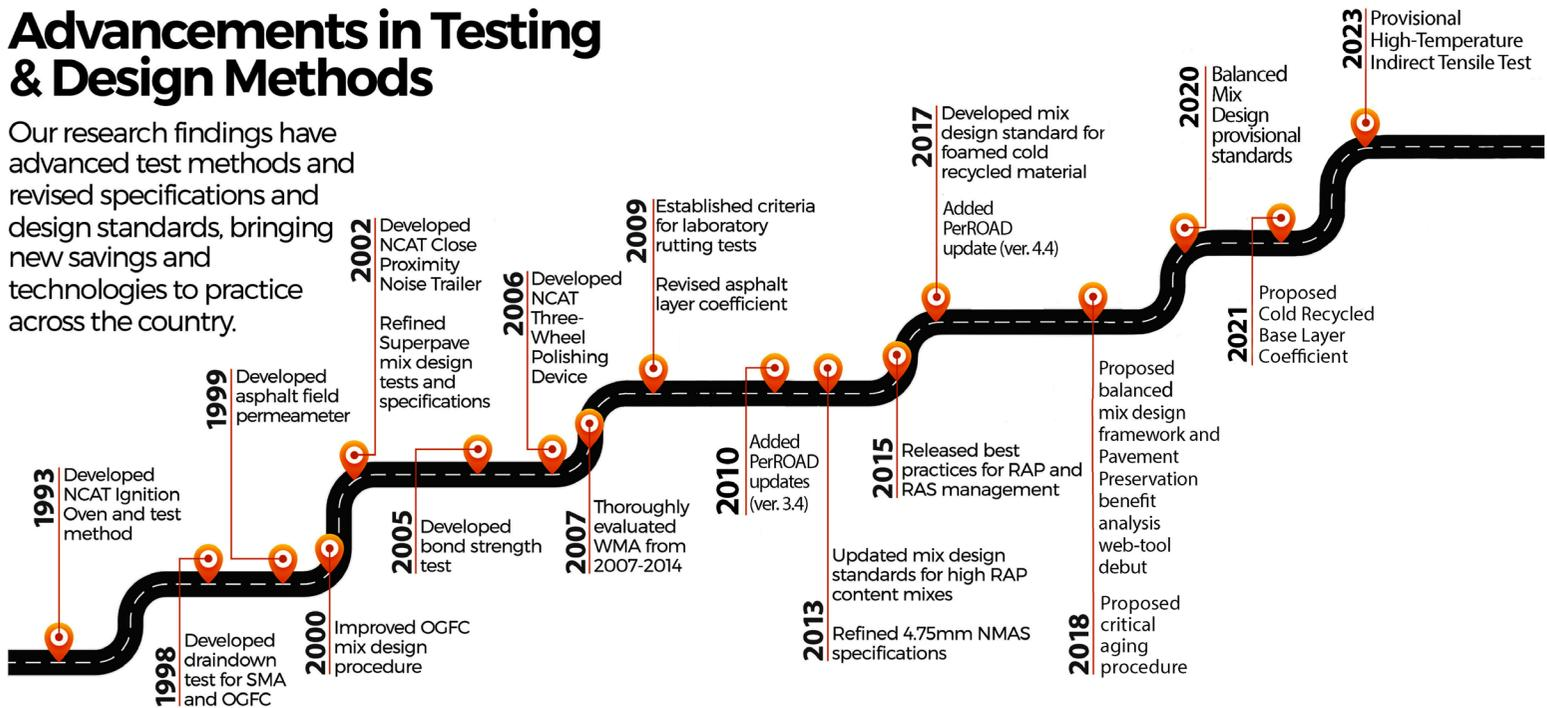 Advancements in Testing
& Design Methods
Our research findings have
advanced test methods and
revised specifications and
design standards, bringing
new savings and
technologies to practice
across the country.
1993
Developed
NCAT Ignition
Oven and test
method
1998
Developed
draindown
test for SMA
and OGFC
1999
Developed
asphalt field
permeameter
2000
Improved OGFC
mix design
procedure
2002
Developed
NCAT Close
Proximity
Noise Trailer
Refined
Superpave
mix design
tests and
specifications
2005
Developed
bond strength
test
2006
Developed
NCAT
Three-
Wheel
Polishing
Device
2007
Thoroughly
evaluated
WMA from
2007-2014
2009
Established criteria
for laboratory
rutting tests
Revised asphalt
layer coefficient
2010
Added
PerROAD
updates
(ver. 3.4)
2013
Updated mix design
standards for high RAP
content mixes
Refined 4.75mm NMAS
specifications
2015
Released best
practices for RAP and
RAS management
2017
Developed mix
design standard for
foamed cold
recycled material
Added
PerROAD
update (ver. 4.4)
2018
Proposed
balanced
mix design
framework and
Pavement
Preservation
benefit
analysis
web-tool
debut
Proposed
critical
aging
procedure
2020
Balanced
Mix
Design
provisional
standards
2021
Proposed
Cold Recycled
Base Layer
Coefficient
2023
Provisional
High-Temperature
Indirect Tensile Test